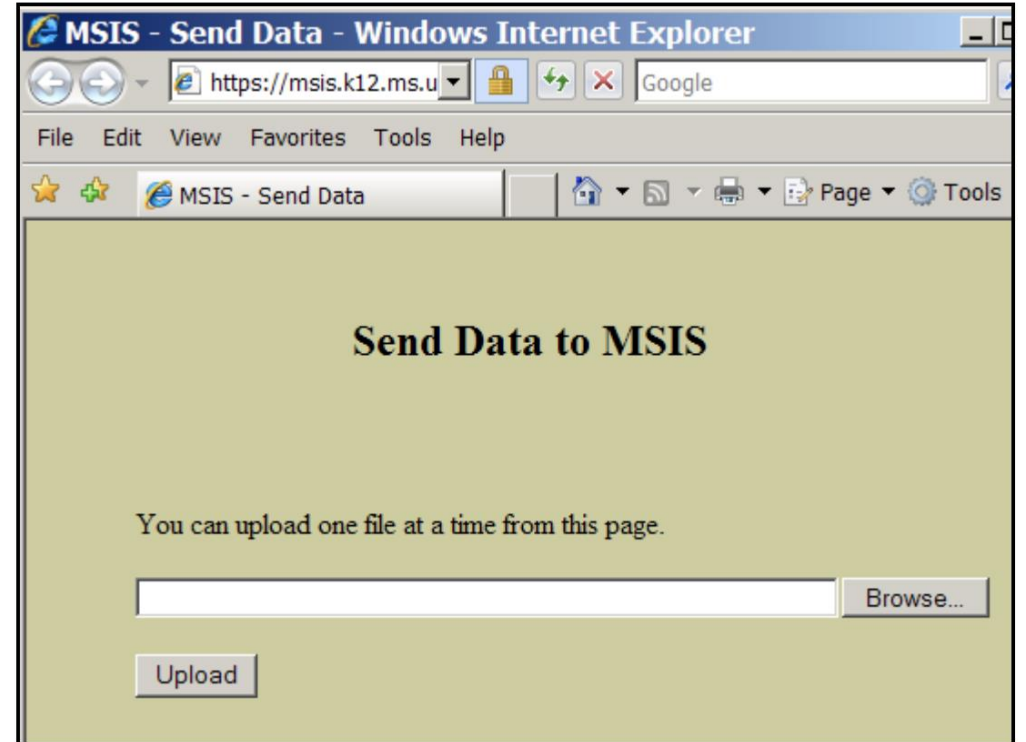 MSIS - Send Data - Windows Internet Explorer
https://msis.k12.ms.u Google
File Edit View Favorites Tools Help
MSIS - Send Data Page Tools
Send Data to MSIS
You can upload one file at a time from this page.
Browse...
Upload